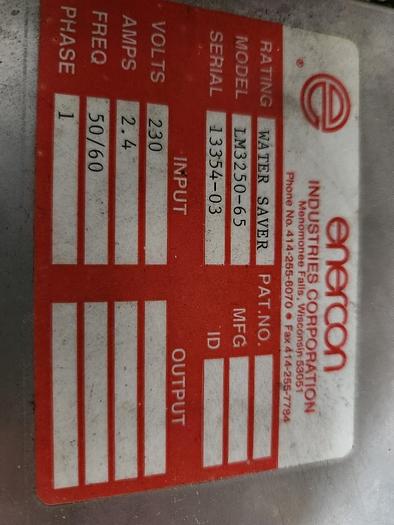 ®
enercon
INDUSTRIES CORPORATION
Menomonee Falls, Wisconsin 53051
Phone No. 414-255-6070 • Fax 414-255-7784
RATING WATER SAVER PAT. NO.
MODEL LM3250-65 MFG
SERIAL 13354-03 ID
INPUT OUTPUT
VOLTS 230
AMPS 2.4
FREQ 50/60
PHASE 1